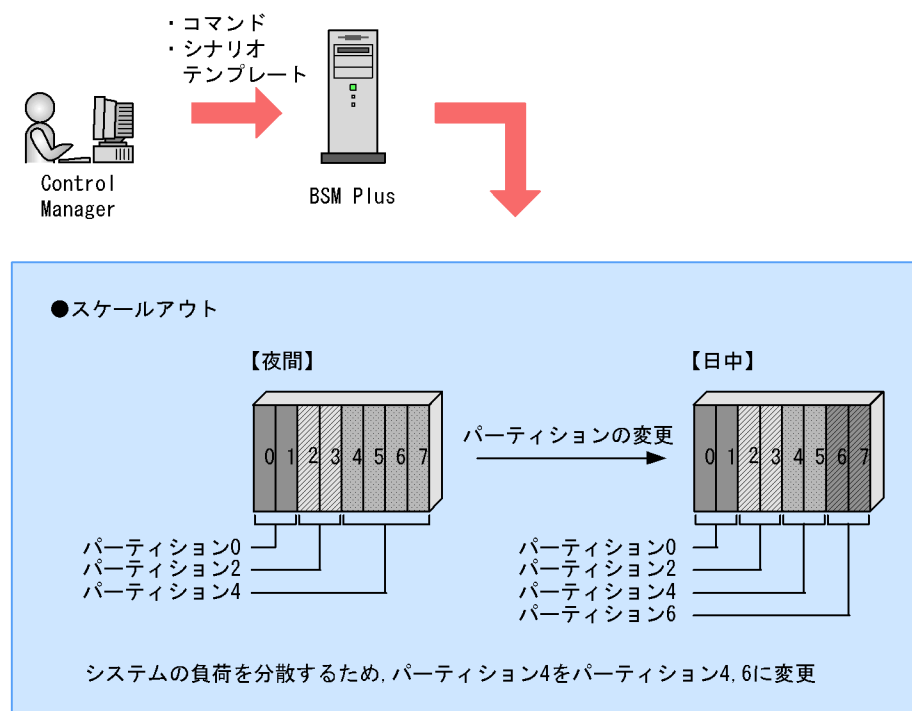 ・コマンド
・シナリオ
テンプレート
Control
Manager
BSM Plus
●スケールアウト
【夜間】
【日中】
パーティションの変更
0 1 2 3 4 5 6 7
0 1 2 3 4 5 6 7
パーティション0
パーティション2
パーティション4
パーティション0
パーティション2
パーティション4
パーティション6
システムの負荷を分散するため,パーティション4をパーティション4,6に変更